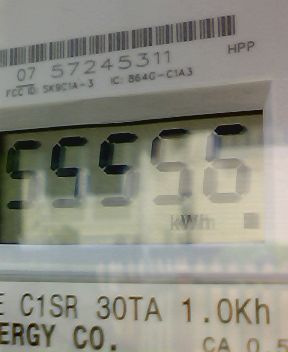 07 57245311
HPP
FCC ID: SK9C1A-3 IC: 864G-C1A3
59556
kWh
E C1SR 30TA 1.0Kh
ERGY CO. CA 0.5